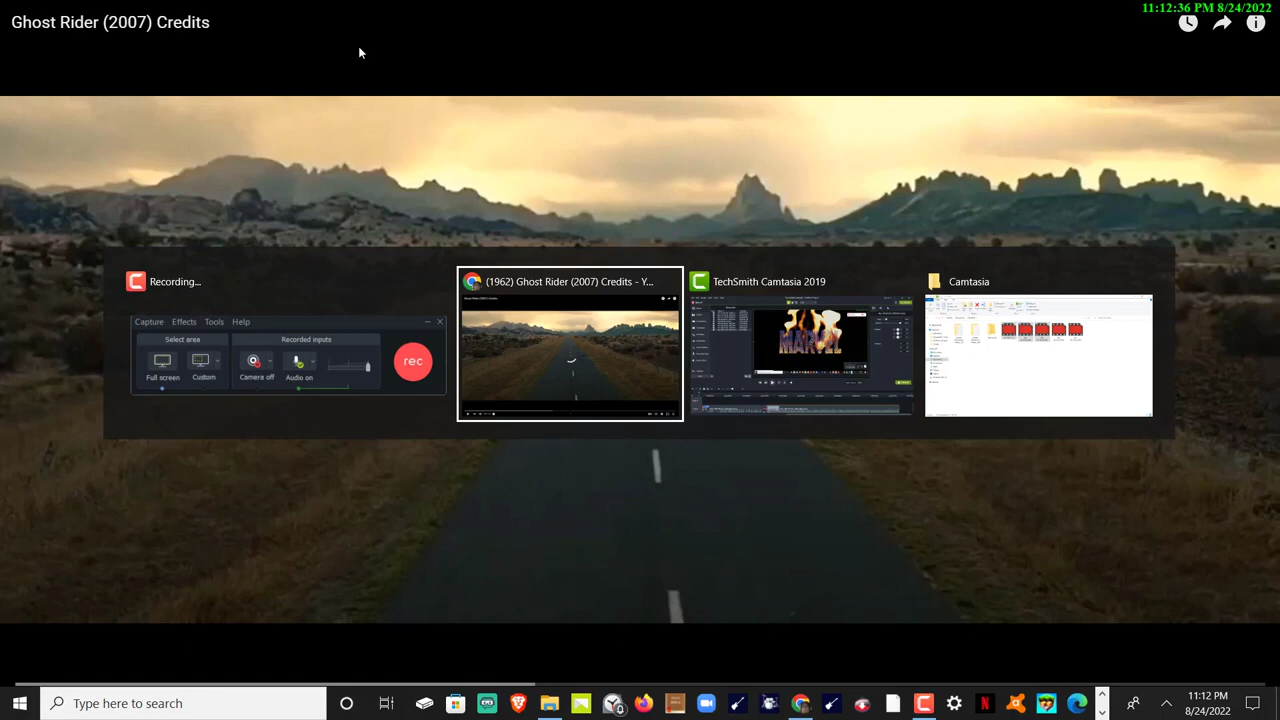 11:12:36 PM 8/24/2022
Ghost Rider (2007) Credits
Recording...
(1962) Ghost Rider (2007) Credits - Y...
TechSmith Camtasia 2019
Camtasia
Capture Effects Tools Help
Select area
Recorded inputs
Full screen
Custom
Camera off
Audio on
rec
MARVEL
Type here to search
11:12 PM
8/24/2022